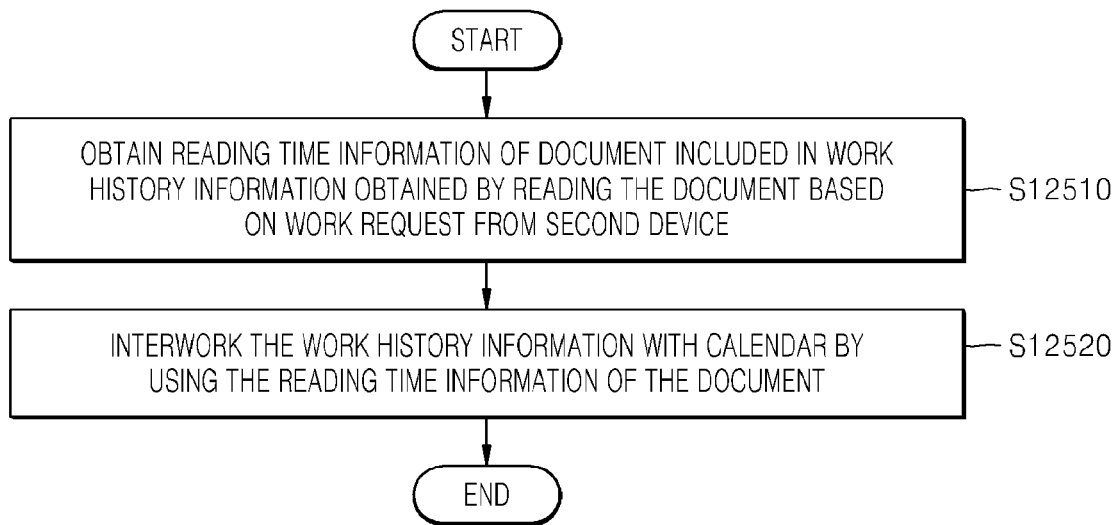 START
OBTAIN READING TIME INFORMATION OF DOCUMENT INCLUDED IN WORK
HISTORY INFORMATION OBTAINED BY READING THE DOCUMENT BASED
ON WORK REQUEST FROM SECOND DEVICE
S12510
INTERWORK THE WORK HISTORY INFORMATION WITH CALENDAR BY
USING THE READING TIME INFORMATION OF THE DOCUMENT
S12520
END